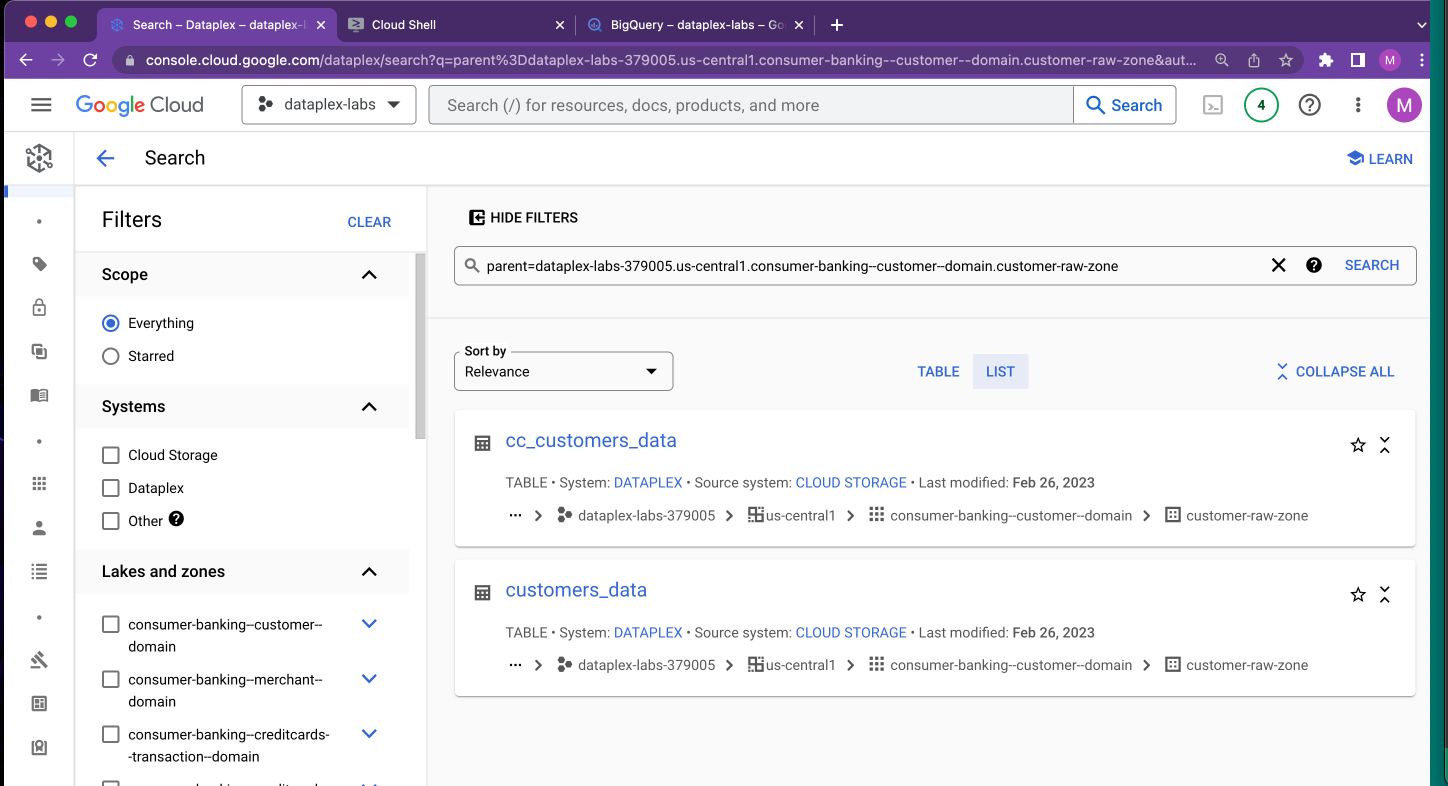 Search – Dataplex – dataplex-l
Cloud Shell
BigQuery – dataplex-labs – Go
console.cloud.google.com/dataplex/search?q=parent%3Ddataplex-labs-379005.us-central1.consumer-banking--customer--domain.customer-raw-zone&aut...
M
Google Cloud
dataplex-labs
Search (/) for resources, docs, products, and more
Search
4
M
Search
LEARN
Filters
CLEAR
Scope
Everything
Starred
Systems
Cloud Storage
Dataplex
Other
Lakes and zones
consumer-banking--customer--
domain
consumer-banking--merchant--
domain
consumer-banking--creditcards-
-transaction--domain
HIDE FILTERS
parent=dataplex-labs-379005.us-central1.consumer-banking--customer--domain.customer-raw-zone
SEARCH
Sort by
Relevance
TABLE
LIST
COLLAPSE ALL
cc_customers_data
TABLE • System: DATAPLEX • Source system: CLOUD STORAGE • Last modified: Feb 26, 2023
... > dataplex-labs-379005 > us-central1 > consumer-banking--customer--domain > customer-raw-zone
customers_data
TABLE • System: DATAPLEX • Source system: CLOUD STORAGE • Last modified: Feb 26, 2023
... > dataplex-labs-379005 > us-central1 > consumer-banking--customer--domain > customer-raw-zone